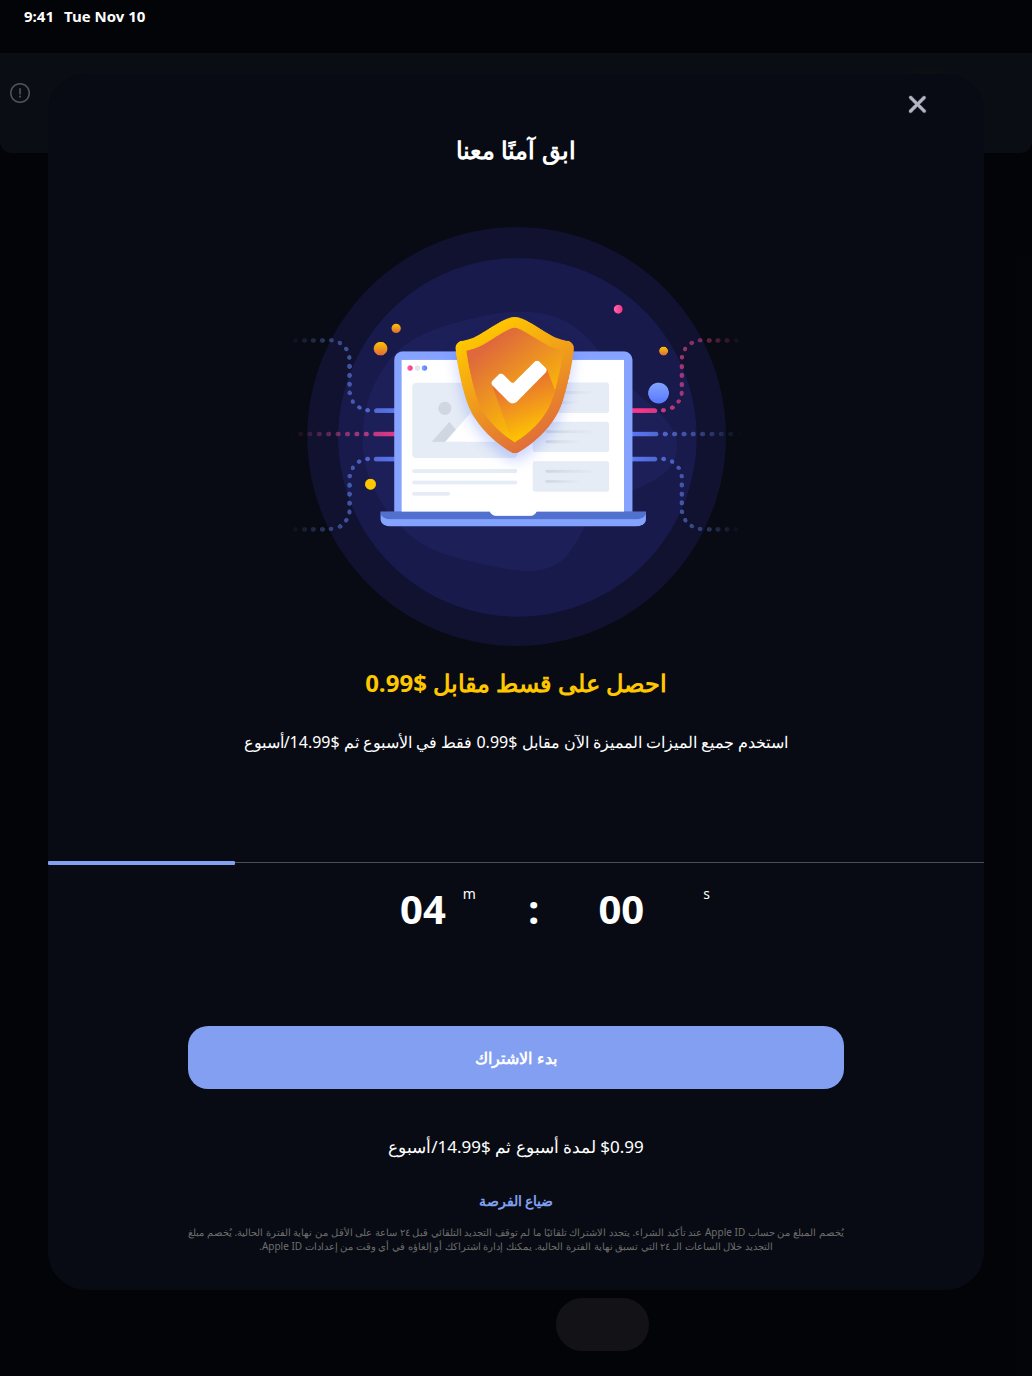 9:41 Tue Nov 10
ابق آمنًا معنا
احصل على قسط مقابل $0.99
استخدم جميع الميزات المميزة الآن مقابل $0.99 فقط في الأسبوع ثم $14.99/أسبوع
04 m : 00 s
بدء الاشتراك
$0.99 لمدة أسبوع ثم $14.99/أسبوع
ضياع الفرصة
يُخصم المبلغ من حساب Apple ID عند تأكيد الشراء. يتجدد الاشتراك تلقائيًا ما لم توقف التجديد التلقائي قبل ٢٤ ساعة على الأقل من نهاية الفترة الحالية. يُخصم مبلغ
التجديد خلال الساعات الـ ٢٤ التي تسبق نهاية الفترة الحالية. يمكنك إدارة اشتراكك أو إلغاؤه في أي وقت من إعدادات Apple ID.